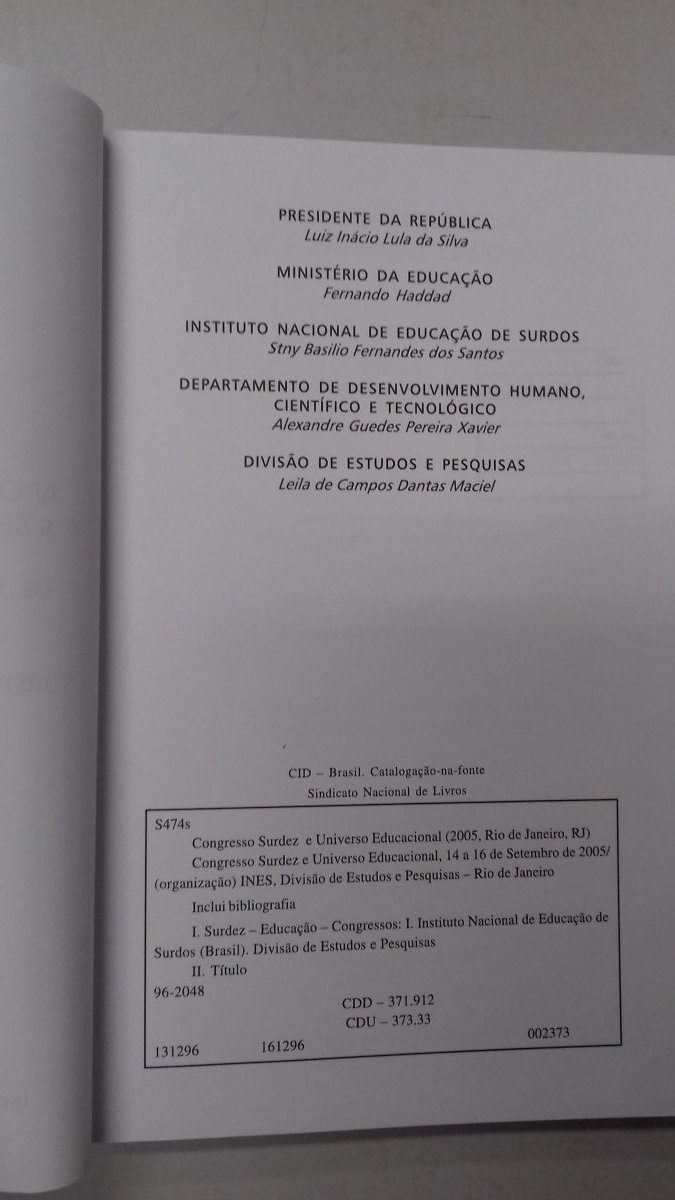 PRESIDENTE DA REPÚBLICA
Luiz Inácio Lula da Silva
MINISTÉRIO DA EDUCAÇÃO
Fernando Haddad
INSTITUTO NACIONAL DE EDUCAÇÃO DE SURDOS
Stny Basilio Fernandes dos Santos
DEPARTAMENTO DE DESENVOLVIMENTO HUMANO,
CIENTÍFICO E TECNOLÓGICO
Alexandre Guedes Pereira Xavier
DIVISÃO DE ESTUDOS E PESQUISAS
Leila de Campos Dantas Maciel
CID – Brasil. Catalogação-na-fonte
Sindicato Nacional de Livros
S474s
Congresso Surdez e Universo Educacional (2005, Rio de Janeiro, RJ)
Congresso Surdez e Universo Educacional, 14 a 16 de Setembro de 2005/
(organização) INES, Divisão de Estudos e Pesquisas – Rio de Janeiro
Inclui bibliografia
I. Surdez – Educação – Congressos: I. Instituto Nacional de Educação de
Surdos (Brasil). Divisão de Estudos e Pesquisas
II. Título
96-2048
CDD – 371.912
CDU – 373.33
131296 161296 002373